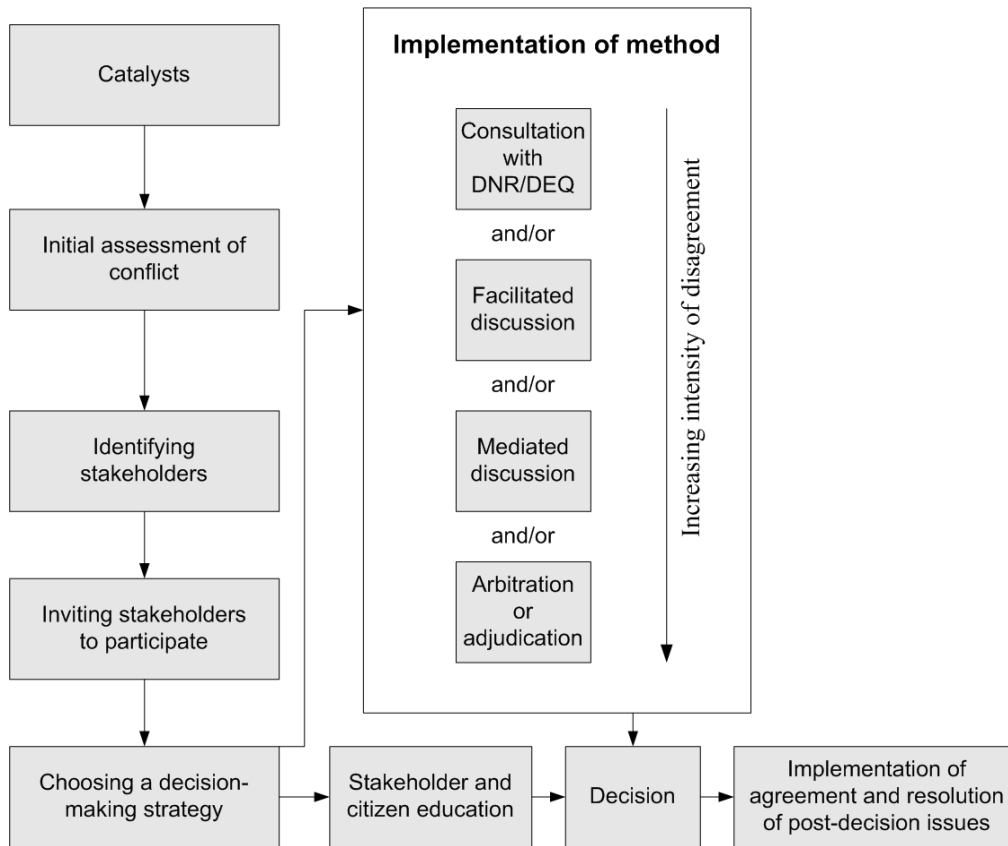 Catalysts
Initial assessment of
conflict
Identifying
stakeholders
Inviting stakeholders
to participate
Choosing a decision-
making strategy
Implementation of method
Consultation
with
DNR/DEQ
and/or
Facilitated
discussion
and/or
Mediated
discussion
and/or
Arbitration
or
adjudication
Increasing intensity of disagreement
Stakeholder and
citizen education
Decision
Implementation of
agreement and resolution
of post-decision issues